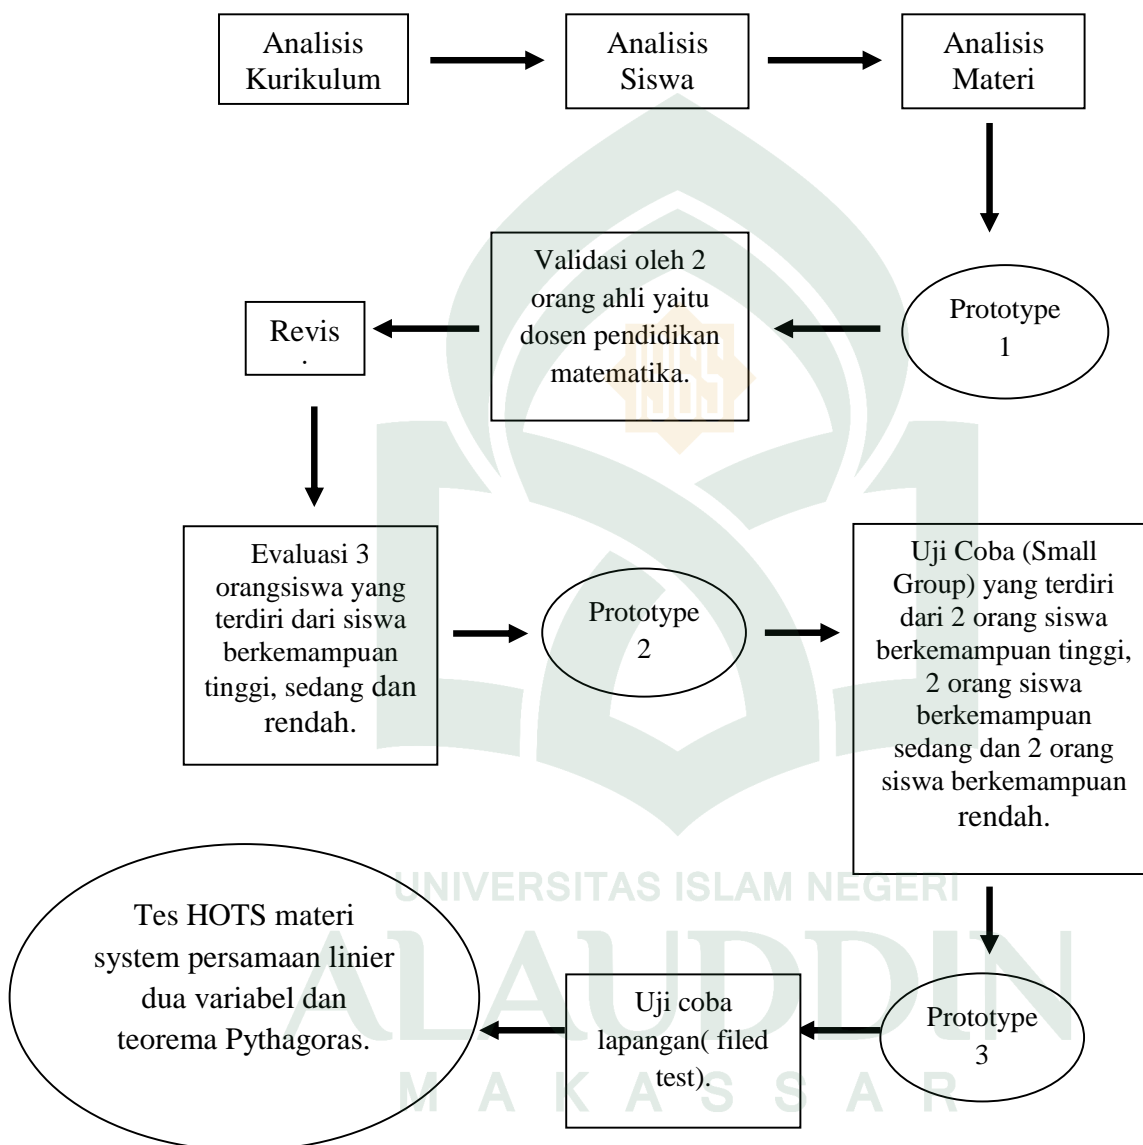 Analisis
Kurikulum
Analisis
Siswa
Analisis
Materi
Prototype
1
Validasi oleh 2
orang ahli yaitu
dosen pendidikan
matematika.
Revis
.
Evaluasi 3
orangsiswa yang
terdiri dari siswa
berkemampuan
tinggi, sedang dan
rendah.
Prototype
2
Uji Coba (Small
Group) yang terdiri
dari 2 orang siswa
berkemampuan tinggi,
2 orang siswa
berkemampuan
sedang dan 2 orang
siswa berkemampuan
rendah.
Prototype
3
Uji coba
lapangan( filed
test).
Tes HOTS materi
system persamaan linier
dua variabel dan
teorema Pythagoras.
UNIVERSITAS ISLAM NEGERI
ALAUDDIN
MAKASSAR